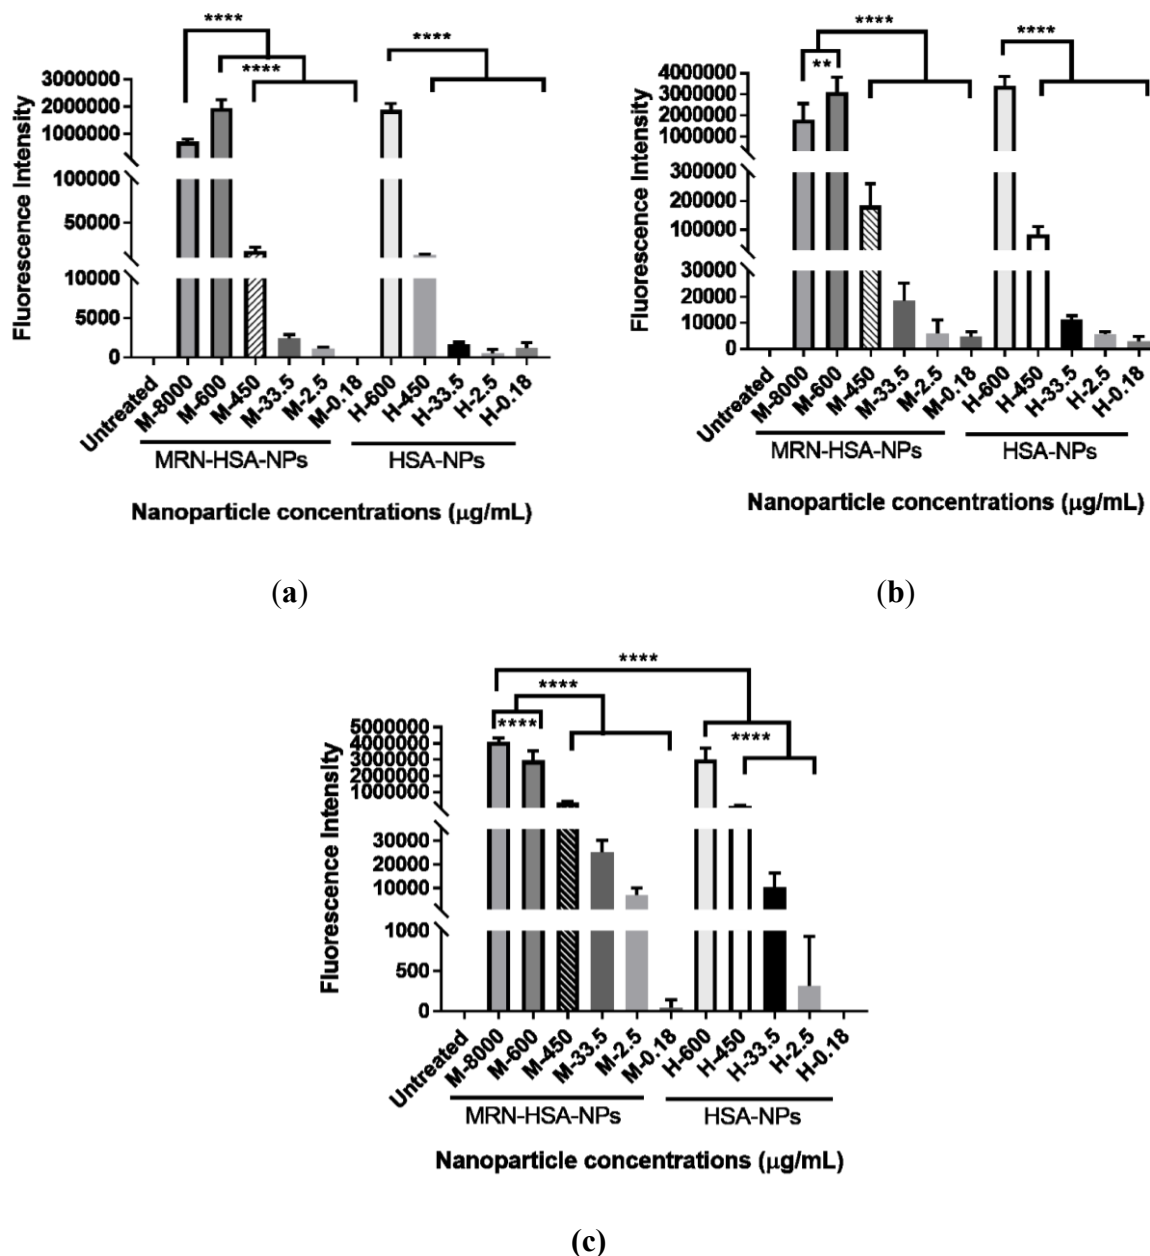 ****
****
****
3000000
2000000
1000000
100000
50000
10000
5000
0
Fluorescence Intensity
Untreated
M-8000
M-600
M-450
M-33.5
M-2.5
M-0.18
H-600
H-450
H-33.5
H-2.5
H-0.18
MRN-HSA-NPs
HSA-NPs
Nanoparticle concentrations (μg/mL)
(a)
****
**
****
4000000
3000000
2000000
1000000
300000
200000
100000
30000
20000
10000
0
Fluorescence Intensity
Untreated
M-8000
M-600
M-450
M-33.5
M-2.5
M-0.18
H-600
H-450
H-33.5
H-2.5
H-0.18
MRN-HSA-NPs
HSA-NPs
Nanoparticle concentrations (μg/mL)
(b)
****
****
****
****
5000000
4000000
3000000
2000000
1000000
30000
20000
10000
1000
500
0
Fluorescence Intensity
Untreated
M-8000
M-600
M-450
M-33.5
M-2.5
M-0.18
H-600
H-450
H-33.5
H-2.5
H-0.18
MRN-HSA-NPs
HSA-NPs
Nanoparticle concentrations (μg/mL)
(c)